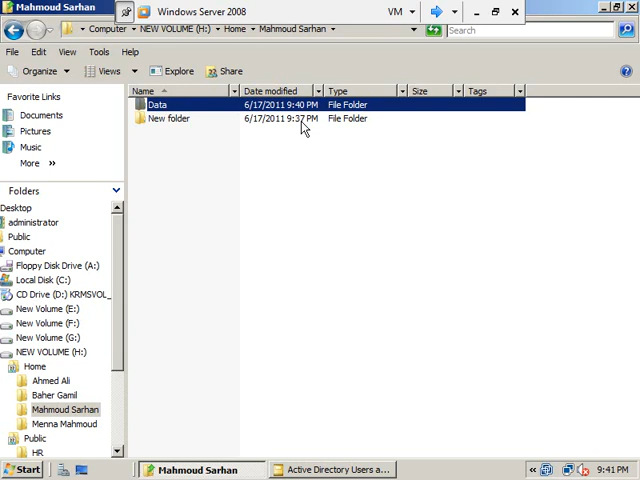 Mahmoud Sarhan
Windows Server 2008
VM
Computer
NEW VOLUME (H:)
Home
Mahmoud Sarhan
Search
File
Edit
View
Tools
Help
Organize
Views
Explore
Share
Favorite Links
Documents
Pictures
Music
More »
Folders
Desktop
administrator
Public
Computer
Floppy Disk Drive (A:)
Local Disk (C:)
CD Drive (D:) KRMSVOL_
New Volume (E:)
New Volume (F:)
New Volume (G:)
NEW VOLUME (H:)
Home
Ahmed Ali
Baher Gamil
Mahmoud Sarhan
Menna Mahmoud
Public
HR
Name
Date modified
Type
Size
Tags
Data
6/17/2011 9:40 PM
File Folder
New folder
6/17/2011 9:37 PM
File Folder
Start
Mahmoud Sarhan
Active Directory Users a...
«
9:41 PM